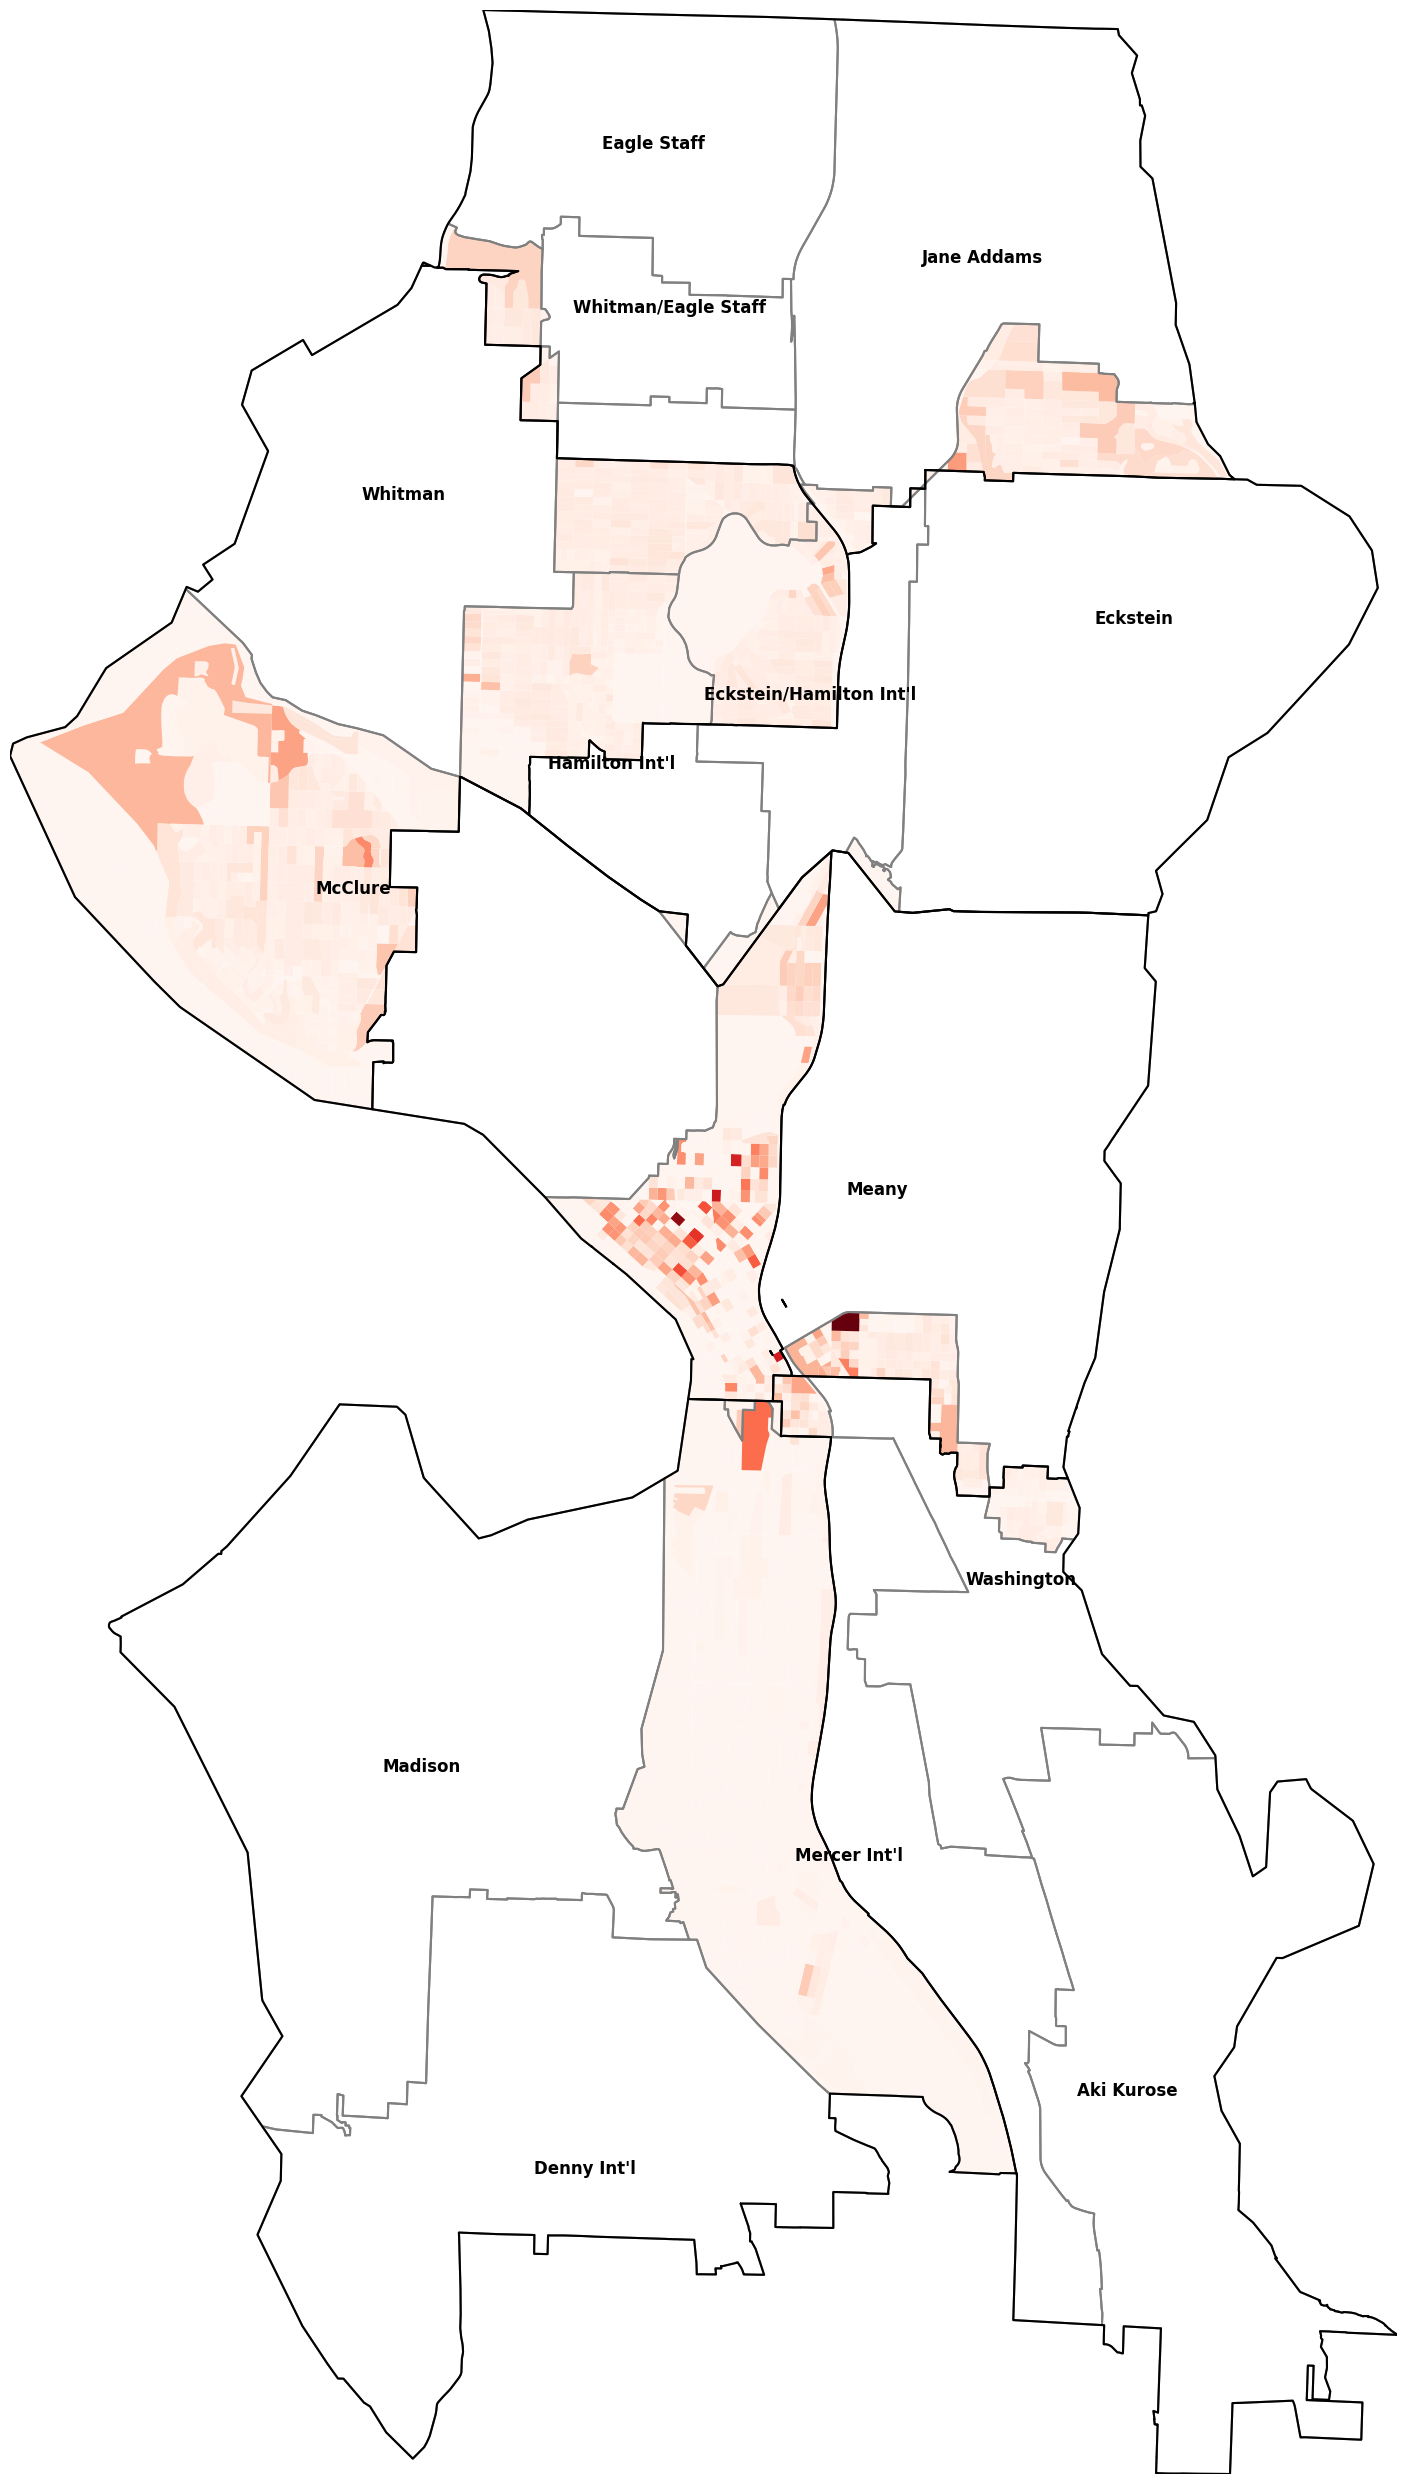 Eagle Staff
Jane Addams
Whitman/Eagle Staff
Whitman
Eckstein
Eckstein/Hamilton Int'l
Hamilton Int'l
McClure
Meany
Washington
Madison
Mercer Int'l
Aki Kurose
Denny Int'l